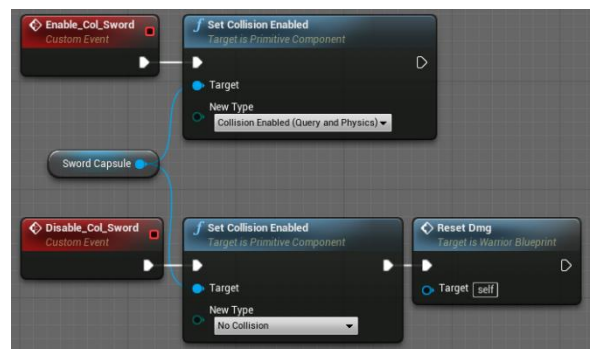 Enable_Col_Sword
Custom Event
Set Collision Enabled
Target is Primitive Component
Target
New Type
Collision Enabled (Query and Physics)
Sword Capsule
Disable_Col_Sword
Custom Event
Set Collision Enabled
Target is Primitive Component
Target
New Type
No Collision
Reset Dmg
Target is Warrior Blueprint
Target self